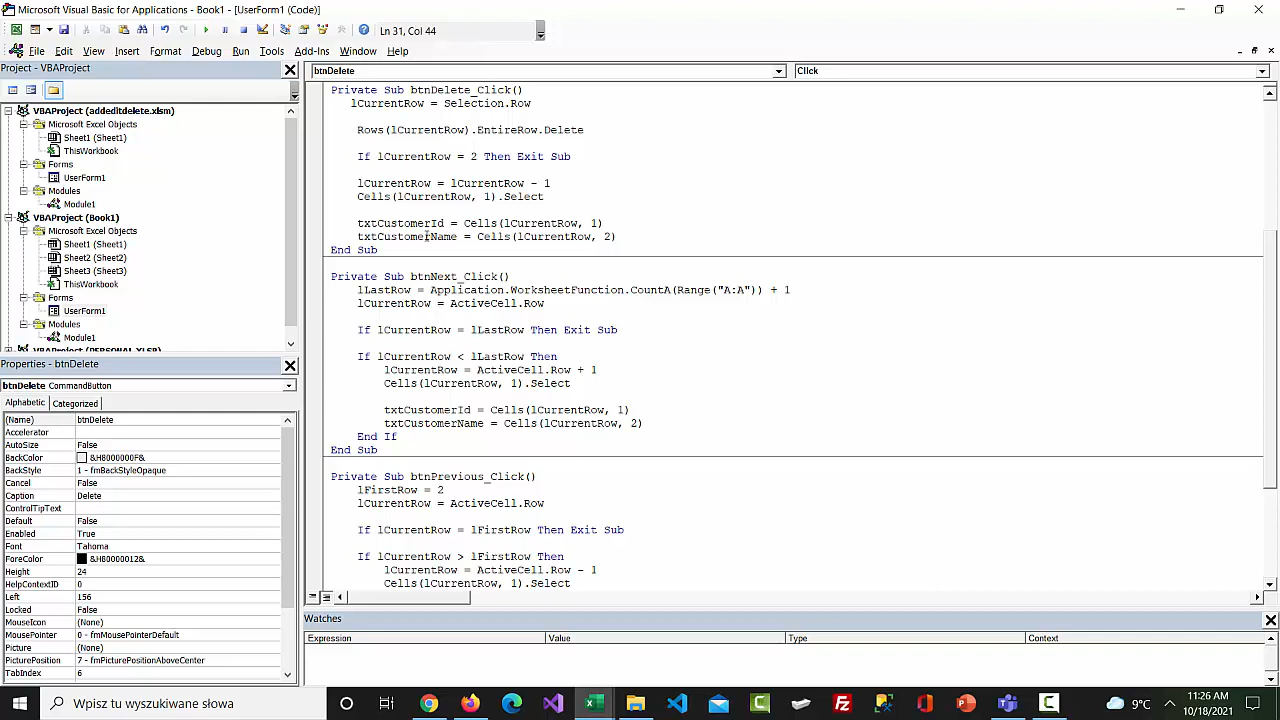 Microsoft Visual Basic for Applications - Book1 - [UserForm1 (Code)]
Ln 31, Col 44
File Edit View Insert Format Debug Run Tools Add-Ins Window Help
Project - VBAProject
VBAProject (addeditdelete.xlsm)
Microsoft Excel Objects
Sheet1 (Sheet1)
ThisWorkbook
Forms
UserForm1
Modules
Module1
VBAProject (Book1)
Microsoft Excel Objects
Sheet1 (Sheet1)
Sheet2 (Sheet2)
Sheet3 (Sheet3)
ThisWorkbook
Forms
UserForm1
Modules
Module1
VBAProject (PERSONAL.XLSB)
Properties - btnDelete
btnDelete CommandButton
Alphabetic Categorized
(Name) btnDelete
Accelerator
AutoSize False
BackColor &H8000000F&
BackStyle 1 - fmBackStyleOpaque
Cancel False
Caption Delete
ControlTipText
Default False
Enabled True
Font Tahoma
ForeColor &H80000012&
Height 24
HelpContextID 0
Left 156
Locked False
MouseIcon (None)
MousePointer 0 - fmMousePointerDefault
Picture (None)
PicturePosition 7 - fmPicturePositionAboveCenter
TabIndex 6
btnDelete Click
Private Sub btnDelete_Click()
lCurrentRow = Selection.Row
Rows(lCurrentRow).EntireRow.Delete
If lCurrentRow = 2 Then Exit Sub
lCurrentRow = lCurrentRow - 1
Cells(lCurrentRow, 1).Select
txtCustomerId = Cells(lCurrentRow, 1)
txtCustomerName = Cells(lCurrentRow, 2)
End Sub
Private Sub btnNext_Click()
lLastRow = Application.WorksheetFunction.CountA(Range("A:A")) + 1
lCurrentRow = ActiveCell.Row
If lCurrentRow = lLastRow Then Exit Sub
If lCurrentRow < lLastRow Then
lCurrentRow = ActiveCell.Row + 1
Cells(lCurrentRow, 1).Select
txtCustomerId = Cells(lCurrentRow, 1)
txtCustomerName = Cells(lCurrentRow, 2)
End If
End Sub
Private Sub btnPrevious_Click()
lFirstRow = 2
lCurrentRow = ActiveCell.Row
If lCurrentRow = lFirstRow Then Exit Sub
If lCurrentRow > lFirstRow Then
lCurrentRow = ActiveCell.Row - 1
Cells(lCurrentRow, 1).Select
Watches
Expression Value Type Context
Wpisz tu wyszukiwane słowa
9°C
11:26 AM
10/18/2021